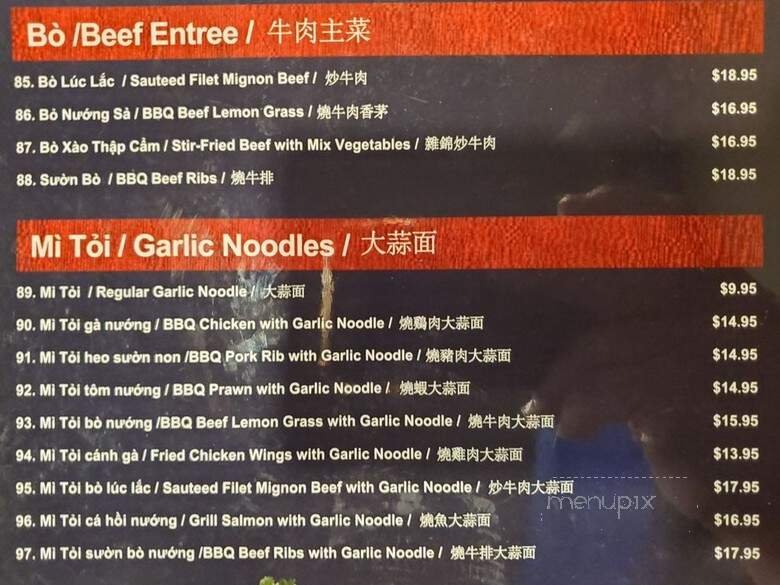 Bò /Beef Entree / 牛肉主菜
85. Bò Lúc Lắc / Sauteed Filet Mignon Beef / 炒牛肉 $18.95
86. Bò Nướng Sả / BBQ Beef Lemon Grass / 燒牛肉香茅 $16.95
87. Bò Xào Thập Cẩm / Stir-Fried Beef with Mix Vegetables / 雜錦炒牛肉 $16.95
88. Sườn Bò / BBQ Beef Ribs / 燒牛排 $18.95
Mì Tỏi / Garlic Noodles / 大蒜面
89. Mì Tỏi / Regular Garlic Noodle / 大蒜面 $9.95
90. Mì Tỏi gà nướng / BBQ Chicken with Garlic Noodle / 燒鷄肉大蒜面 $14.95
91. Mì Tỏi heo sườn non /BBQ Pork Rib with Garlic Noodle / 燒豬肉大蒜面 $14.95
92. Mì Tỏi tôm nướng / BBQ Prawn with Garlic Noodle / 燒蝦大蒜面 $14.95
93. Mì Tỏi bò nướng /BBQ Beef Lemon Grass with Garlic Noodle / 燒牛肉大蒜面 $15.95
94. Mì Tỏi cánh gà / Fried Chicken Wings with Garlic Noodle / 燒雞肉大蒜面 $13.95
95. Mì Tỏi bò lúc lắc / Sauteed Filet Mignon Beef with Garlic Noodle / 炒牛肉大蒜面 $17.95
menupix
96. Mì Tỏi cá hồi nướng / Grill Salmon with Garlic Noodle / 燒魚大蒜面 $16.95
97. Mì Tỏi sườn bò nướng /BBQ Beef Ribs with Garlic Noodle / 燒牛排大蒜面 $17.95